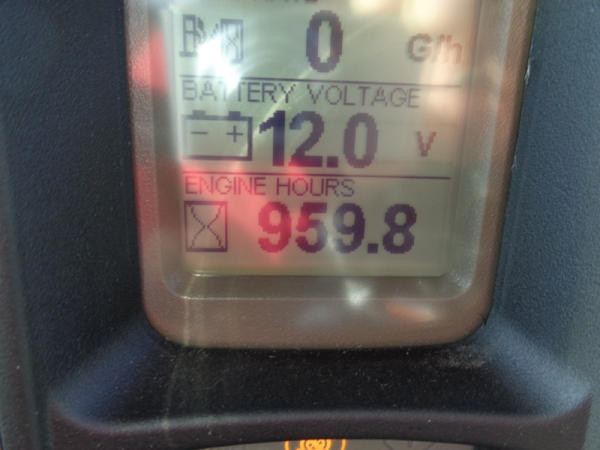 0 G/h
BATTERY VOLTAGE
- + 12.0 V
ENGINE HOURS
959.8